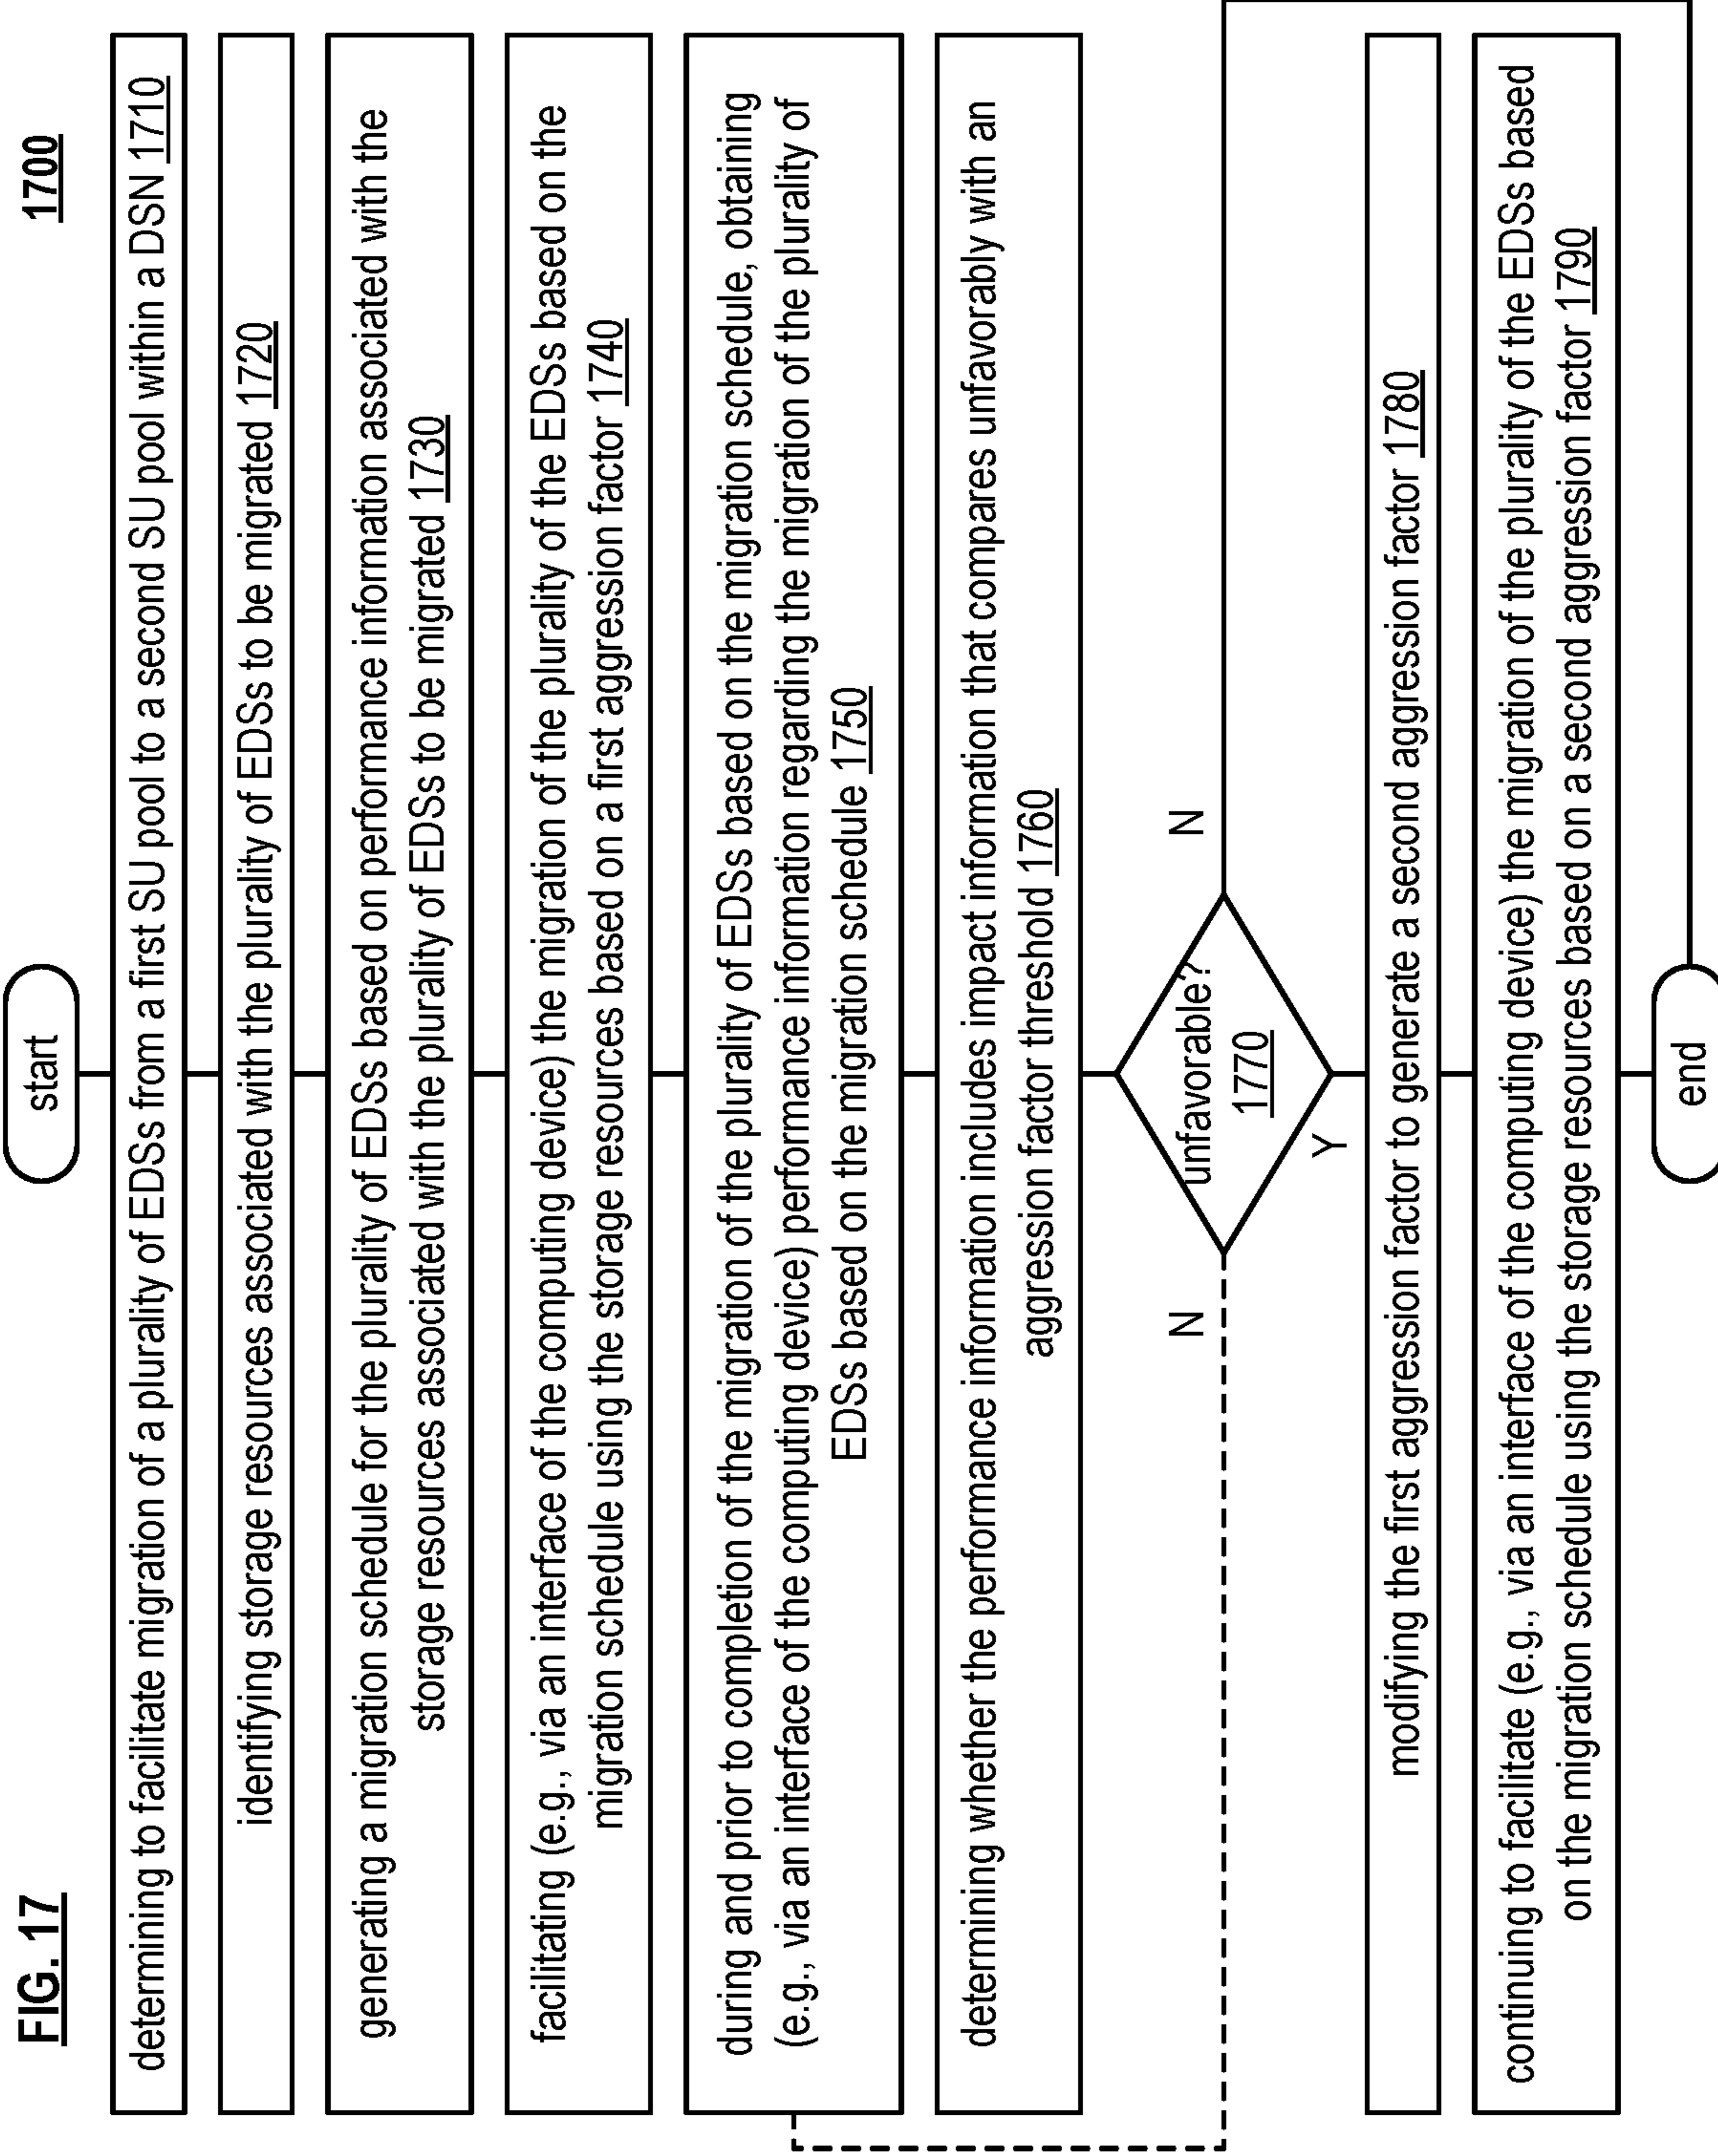 FIG. 17
1700
start
determining to facilitate migration of a plurality of EDSs from a first SU pool to a second SU pool within a DSN 1710
identifying storage resources associated with the plurality of EDSs to be migrated 1720
generating a migration schedule for the plurality of EDSs based on performance information associated with the
storage resources associated with the plurality of EDSs to be migrated 1730
facilitating (e.g., via an interface of the computing device) the migration of the plurality of the EDSs based on the
migration schedule using the storage resources based on a first aggression factor 1740
during and prior to completion of the migration of the plurality of EDSs based on the migration schedule, obtaining
(e.g., via an interface of the computing device) performance information regarding the migration of the plurality of
EDSs based on the migration schedule 1750
determining whether the performance information includes impact information that compares unfavorably with an
aggression factor threshold 1760
N
unfavorable?
1770
N
Y
modifying the first aggression factor to generate a second aggression factor 1780
continuing to facilitate (e.g., via an interface of the computing device) the migration of the plurality of the EDSs based
on the migration schedule using the storage resources based on a second aggression factor 1790
end